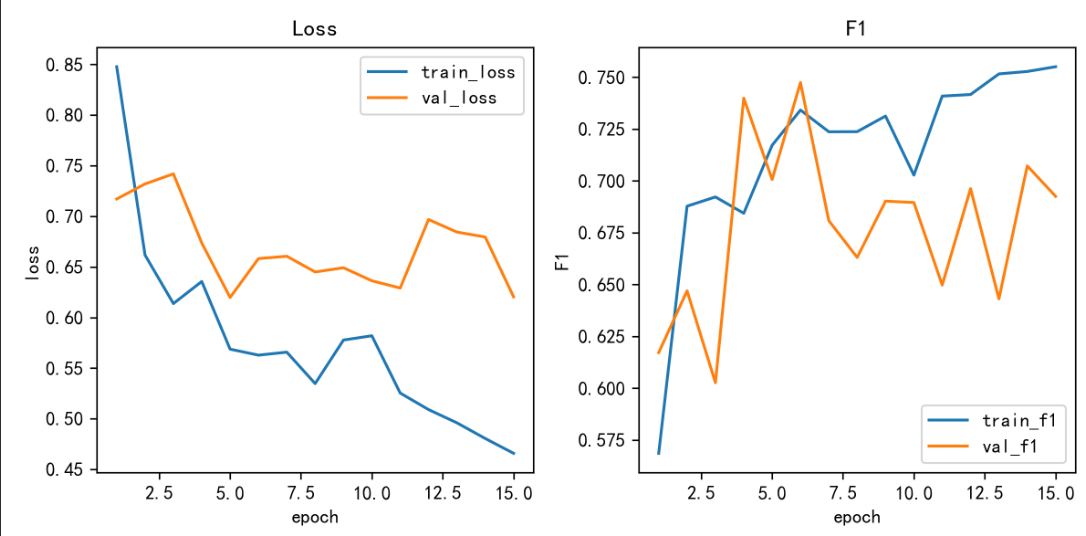 Loss
loss
0.85
0.80
0.75
0.70
0.65
0.60
0.55
0.50
0.45
train_loss
val_loss
2.5 5.0 7.5 10.0 12.5 15.0
epoch
F1
F1
0.750
0.725
0.700
0.675
0.650
0.625
0.600
0.575
train_f1
val_f1
2.5 5.0 7.5 10.0 12.5 15.0
epoch